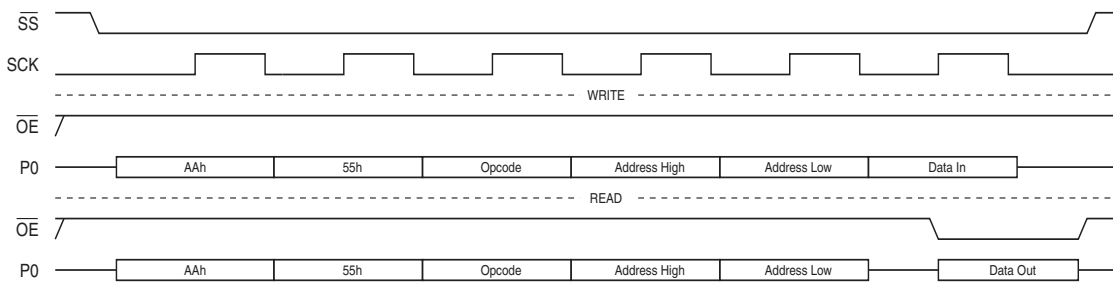 SS
SCK
WRITE
OE
P0 AAh 55h Opcode Address High Address Low Data In
READ
OE
P0 AAh 55h Opcode Address High Address Low Data Out